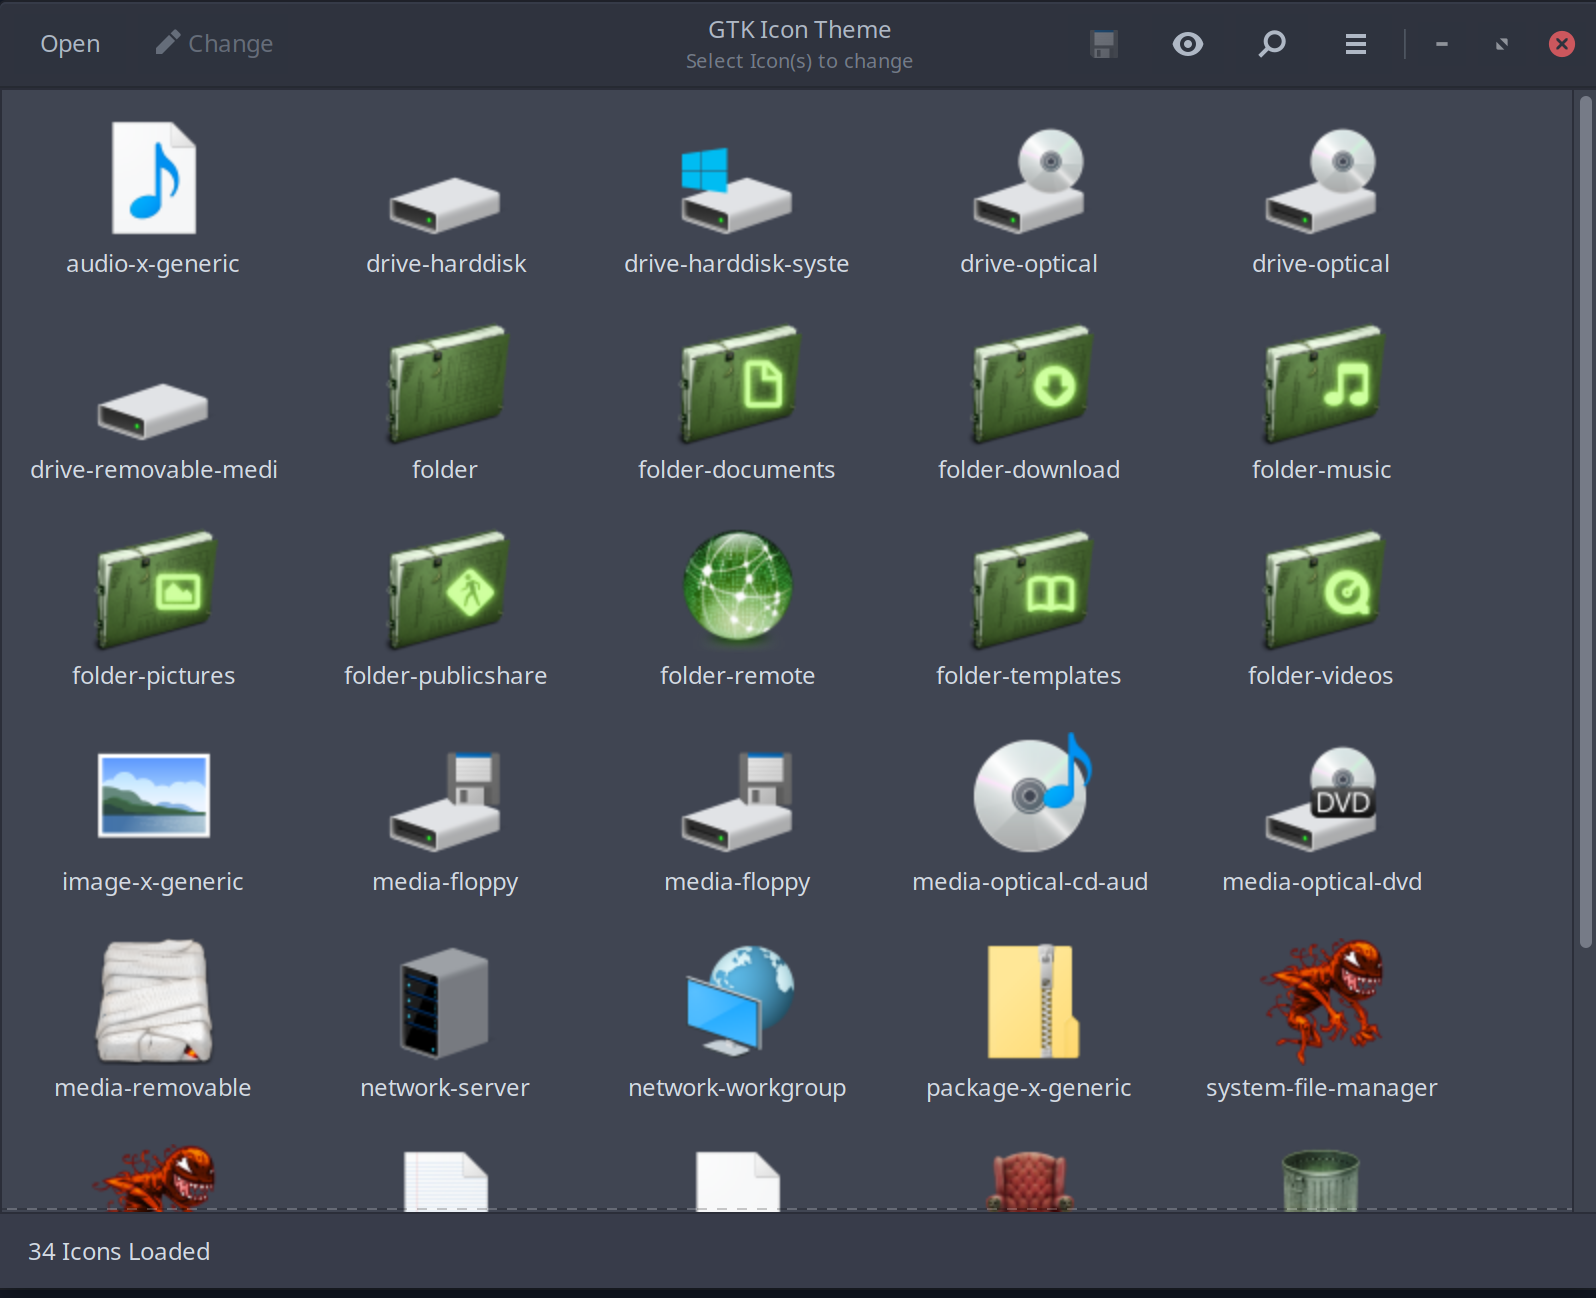 Open
Change
GTK Icon Theme
Select Icon(s) to change
audio-x-generic
drive-harddisk
drive-harddisk-syste
drive-optical
drive-optical
drive-removable-medi
folder
folder-documents
folder-download
folder-music
folder-pictures
folder-publicshare
folder-remote
folder-templates
folder-videos
DVD
image-x-generic
media-floppy
media-floppy
media-optical-cd-aud
media-optical-dvd
media-removable
network-server
network-workgroup
package-x-generic
system-file-manager
34 Icons Loaded